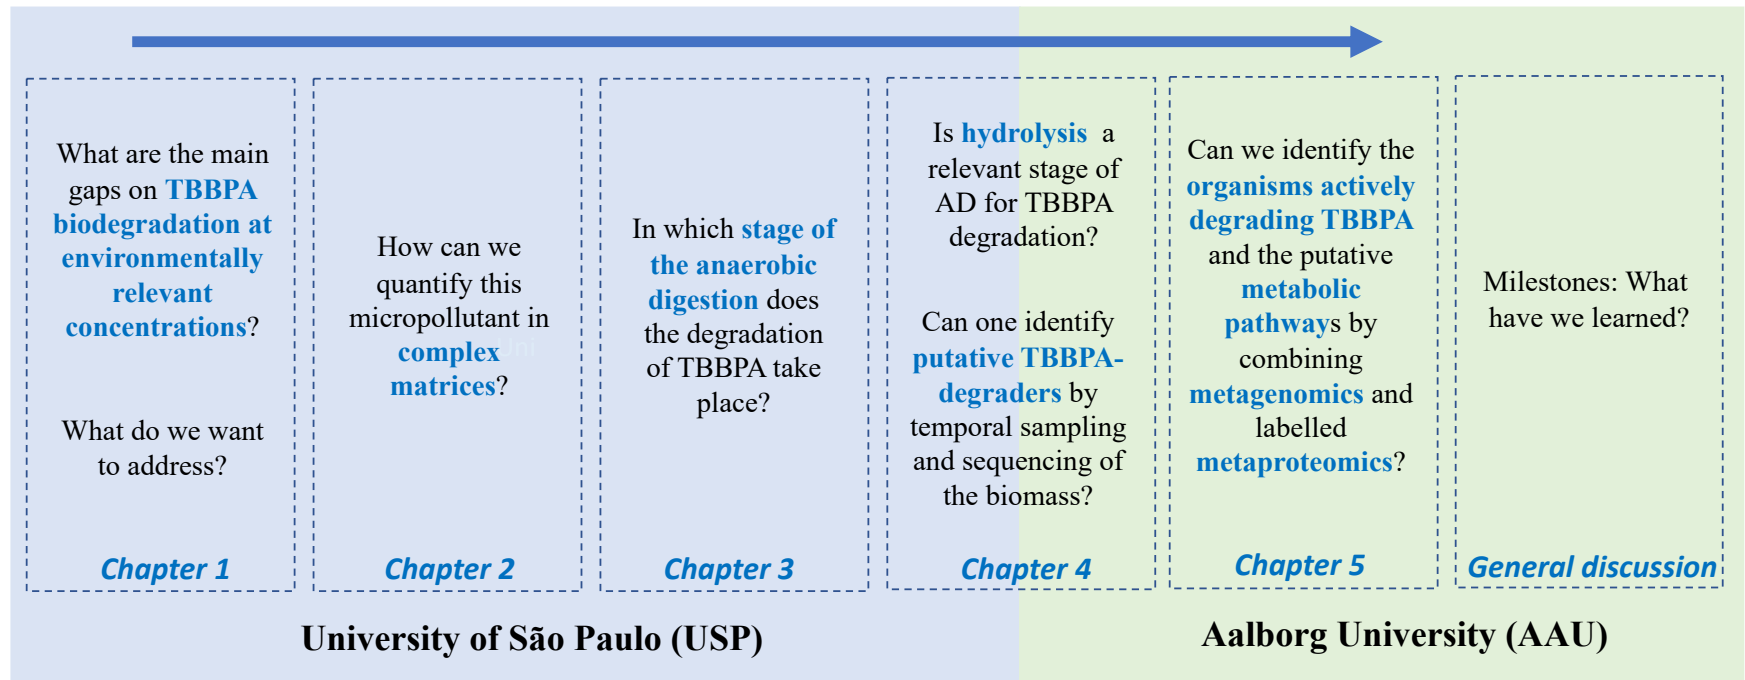 What are the main
gaps on TBBPA
biodegradation at
environmentally
relevant
concentrations?
What do we want
to address?
Chapter 1
How can we
quantify this
micropollutant in
complex
matrices?
Uni
Chapter 2
In which stage of
the anaerobic
digestion does
the degradation
of TBBPA take
place?
Chapter 3
Is hydrolysis a
relevant stage of
AD for TBBPA
degradation?
Can one identify
putative TBBPA-
degraders by
temporal sampling
and sequencing of
the biomass?
Chapter 4
Can we identify the
organisms actively
degrading TBBPA
and the putative
metabolic
pathways by
combining
metagenomics and
labelled
metaproteomics?
Chapter 5
Milestones: What
have we learned?
General discussion
University of São Paulo (USP)
Aalborg University (AAU)